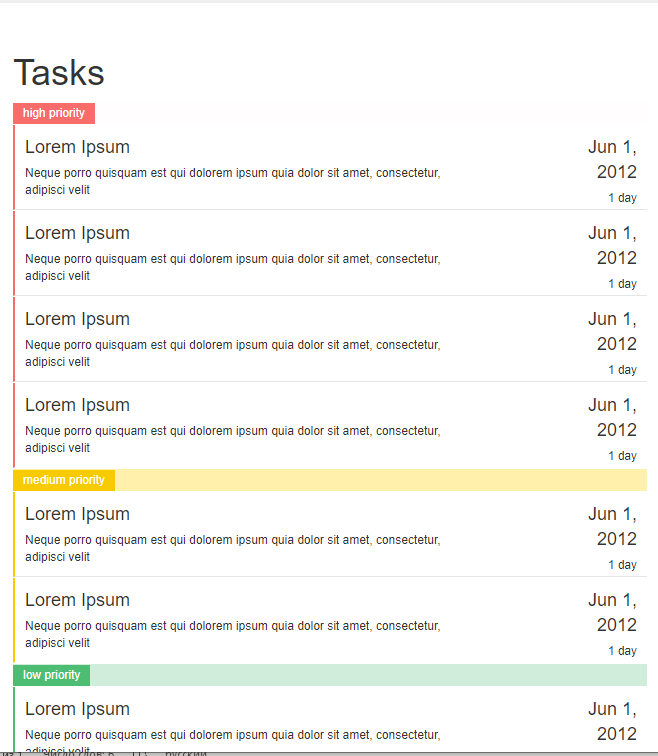 Tasks
high priority
Lorem Ipsum
Jun 1,
2012
Neque porro quisquam est qui dolorem ipsum quia dolor sit amet, consectetur,
adipisci velit
1 day
Lorem Ipsum
Jun 1,
2012
Neque porro quisquam est qui dolorem ipsum quia dolor sit amet, consectetur,
adipisci velit
1 day
Lorem Ipsum
Jun 1,
2012
Neque porro quisquam est qui dolorem ipsum quia dolor sit amet, consectetur,
adipisci velit
1 day
Lorem Ipsum
Jun 1,
2012
Neque porro quisquam est qui dolorem ipsum quia dolor sit amet, consectetur,
adipisci velit
1 day
medium priority
Lorem Ipsum
Jun 1,
2012
Neque porro quisquam est qui dolorem ipsum quia dolor sit amet, consectetur,
adipisci velit
1 day
Lorem Ipsum
Jun 1,
2012
Neque porro quisquam est qui dolorem ipsum quia dolor sit amet, consectetur,
adipisci velit
1 day
low priority
Lorem Ipsum
Jun 1,
2012
Neque porro quisquam est qui dolorem ipsum quia dolor sit amet, consectetur,
adipisci velit